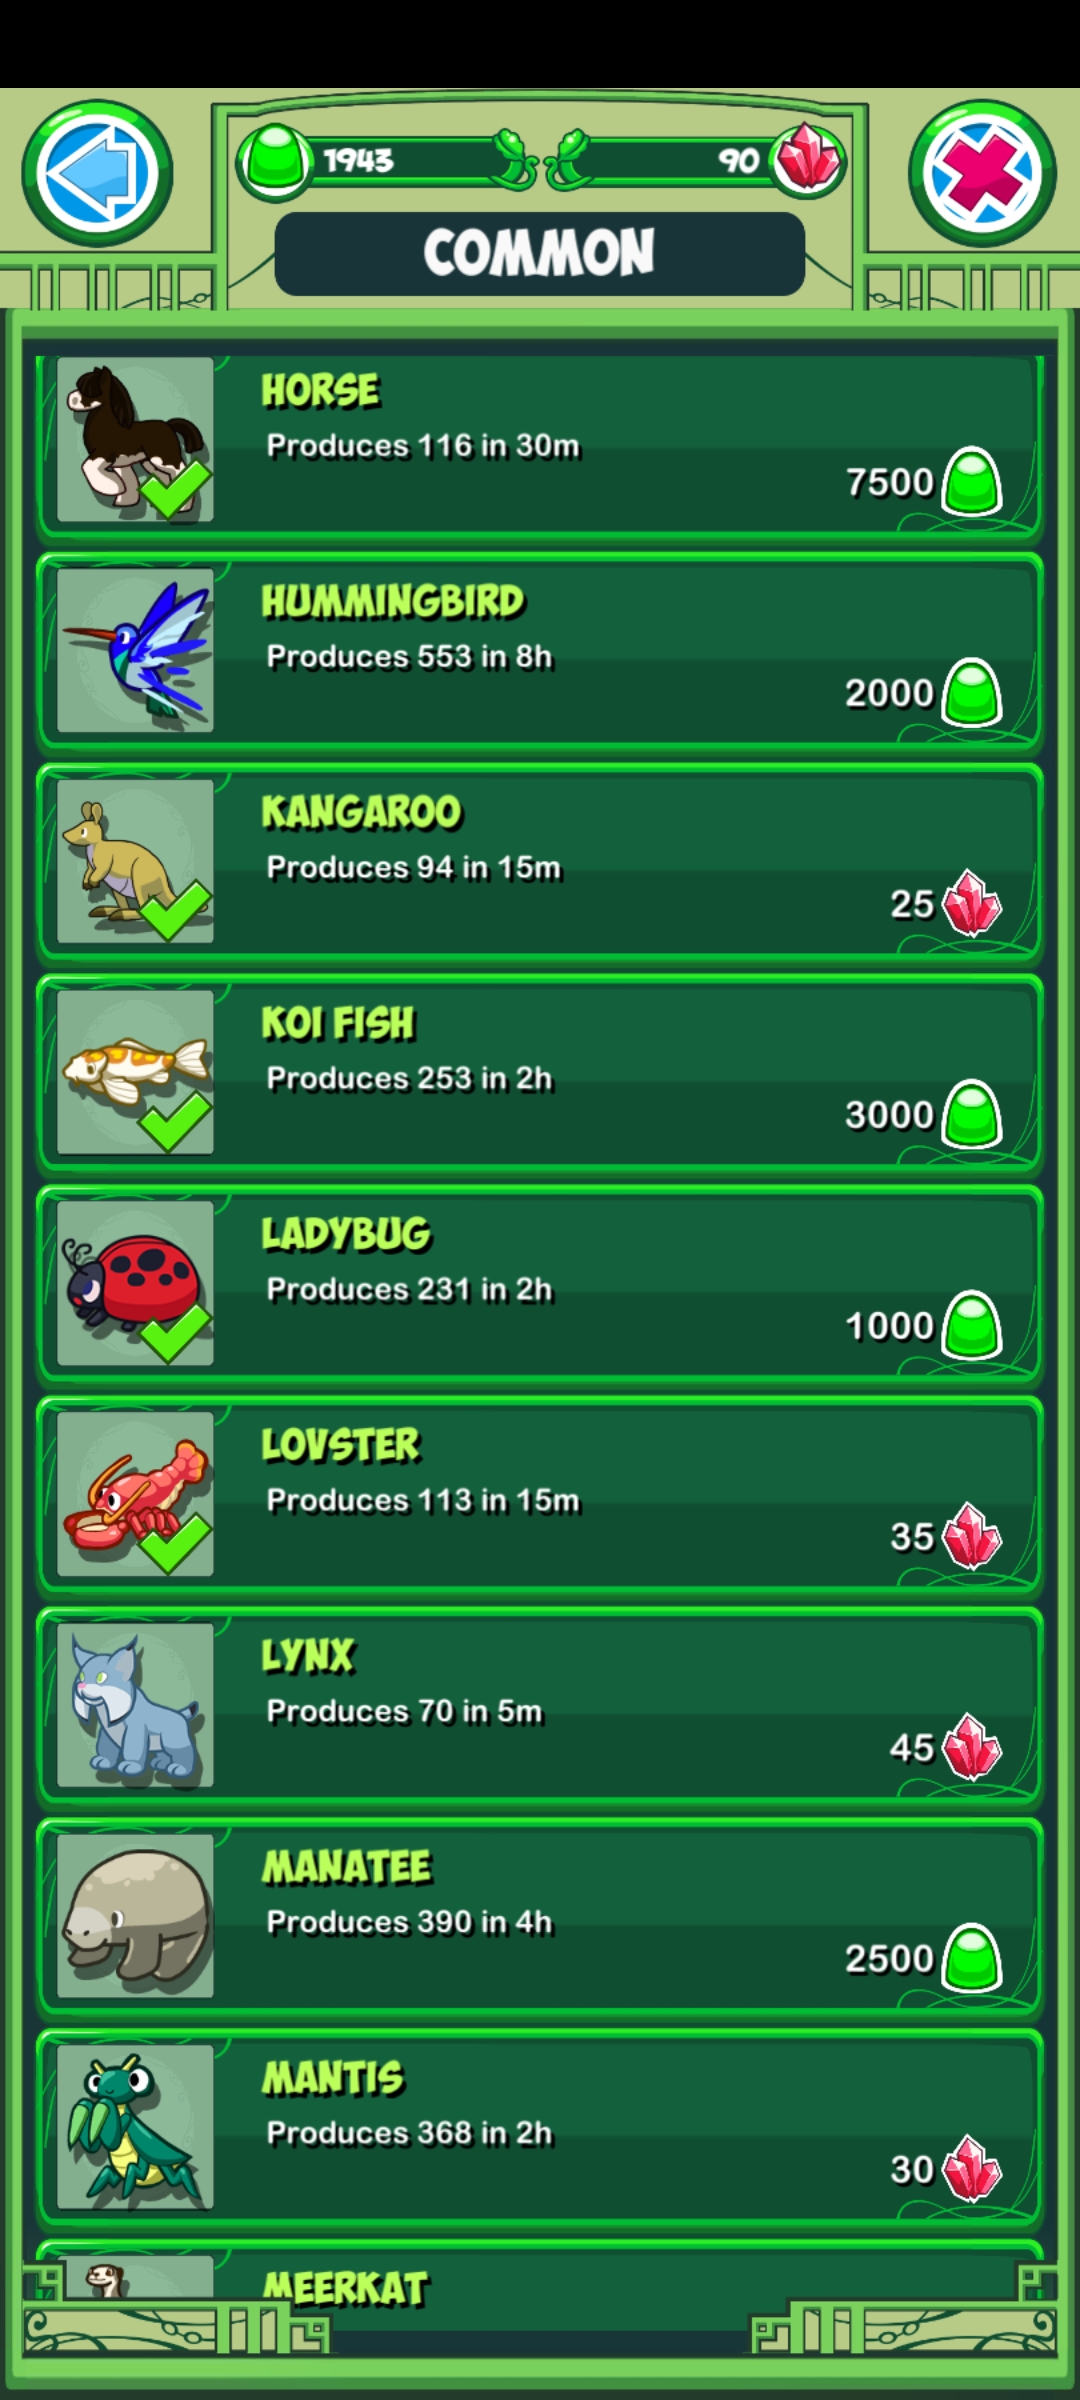 1943
90
COMMON
HORSE
Produces 116 in 30m
7500
HUMMINGBIRD
Produces 553 in 8h
2000
KANGAROO
Produces 94 in 15m
25
KOI FISH
Produces 253 in 2h
3000
LADYBUG
Produces 231 in 2h
1000
LOVSTER
Produces 113 in 15m
35
LYNX
Produces 70 in 5m
45
MANATEE
Produces 390 in 4h
2500
MANTIS
Produces 368 in 2h
30
MEERKAT